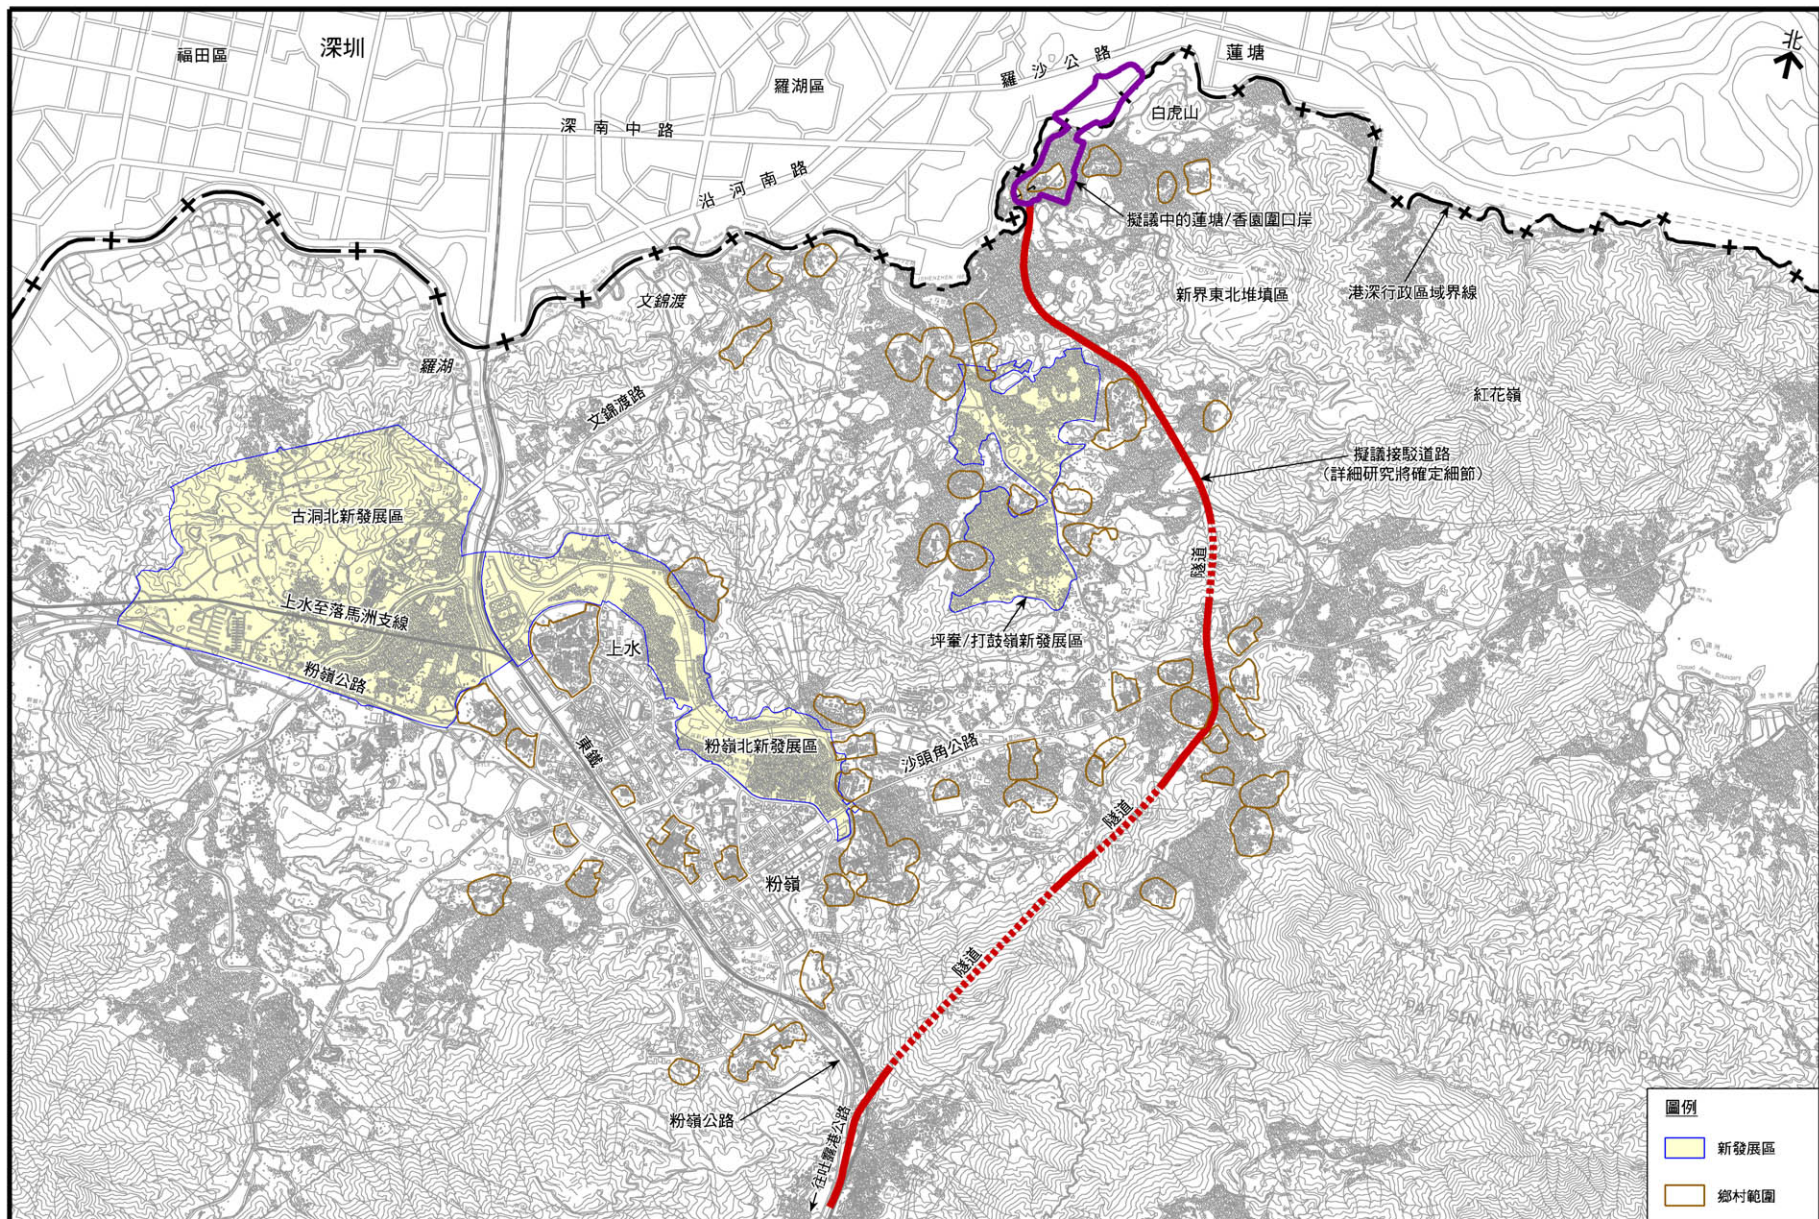 北
深圳
福田區
羅湖區
羅沙公路
蓮塘
深南中路
白虎山
沿河南路
擬議中的蓮塘/香園圍口岸
新界東北堆填區
港深行政區域界線
文錦渡
羅湖
文錦渡路
紅花嶺
擬議接駁道路
(詳細研究將確定細節)
古洞北新發展區
隧道
上水至落馬洲支線
上水
坪輋/打鼓嶺新發展區
粉嶺公路
東鐵
粉嶺北新發展區
沙頭角公路
隧道
粉嶺
隧道
PAT SIN LENG COUNTRY PARK
粉嶺公路
往吐露港公路
圖例
新發展區
鄉村範圍